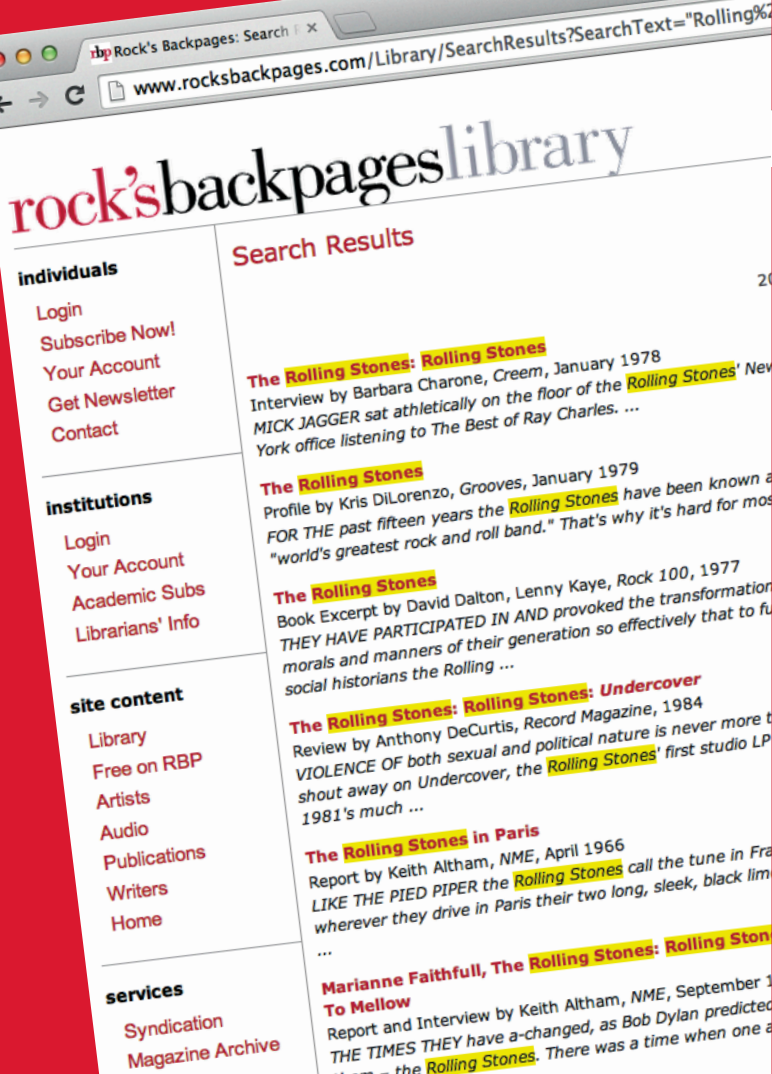 rbp Rock's Backpages: Search
www.rocksbackpages.com/Library/SearchResults?SearchText="Rolling%2
rock'sbackpageslibrary
individuals
Login
Subscribe Now!
Your Account
Get Newsletter
Contact
institutions
Login
Your Account
Academic Subs
Librarians' Info
site content
Library
Free on RBP
Artists
Audio
Publications
Writers
Home
services
Syndication
Magazine Archive
Search Results
20
The Rolling Stones: Rolling Stones
Interview by Barbara Charone, Creem, January 1978
MICK JAGGER sat athletically on the floor of the Rolling Stones' New
York office listening to The Best of Ray Charles. ...
The Rolling Stones
Profile by Kris DiLorenzo, Grooves, January 1979
FOR THE past fifteen years the Rolling Stones have been known a
"world's greatest rock and roll band." That's why it's hard for mos
The Rolling Stones
Book Excerpt by David Dalton, Lenny Kaye, Rock 100, 1977
THEY HAVE PARTICIPATED IN AND provoked the transformation
morals and manners of their generation so effectively that to fu
social historians the Rolling ...
The Rolling Stones: Rolling Stones: Undercover
Review by Anthony DeCurtis, Record Magazine, 1984
VIOLENCE OF both sexual and political nature is never more t
shout away on Undercover, the Rolling Stones' first studio LP
1981's much ...
The Rolling Stones in Paris
Report by Keith Altham, NME, April 1966
LIKE THE PIED PIPER the Rolling Stones call the tune in Fra
wherever they drive in Paris their two long, sleek, black limo
...
Marianne Faithfull, The Rolling Stones: Rolling Ston
To Mellow
Report and Interview by Keith Altham, NME, September 1
THE TIMES THEY have a-changed, as Bob Dylan predicted
them – the Rolling Stones. There was a time when one a